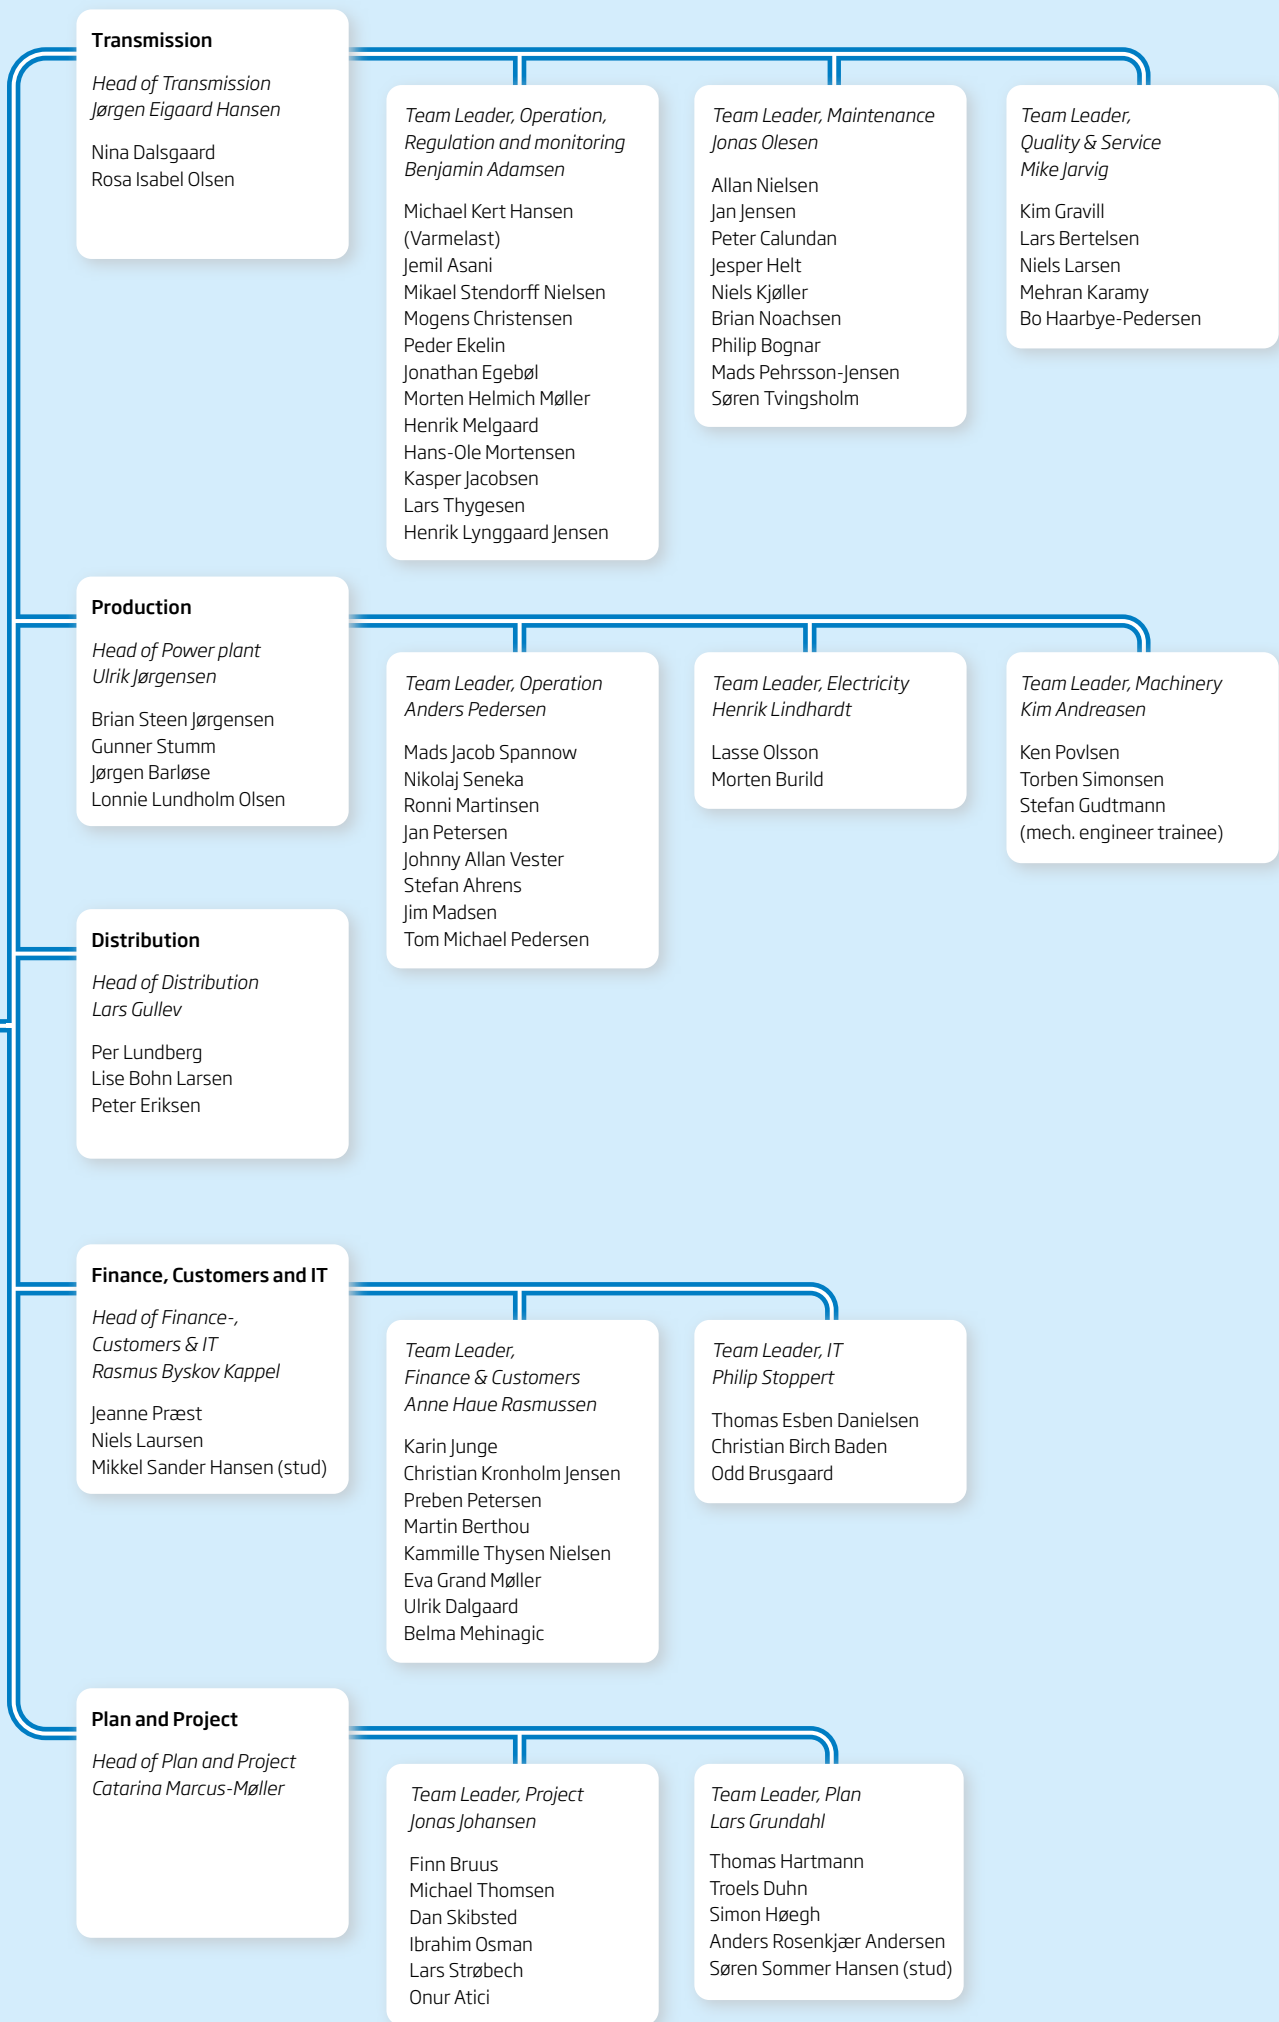 Transmission
Head of Transmission
Jørgen Eigaard Hansen
Nina Dalsgaard
Rosa Isabel Olsen
Team Leader, Operation,
Regulation and monitoring
Benjamin Adamsen
Michael Kert Hansen
(Varmelast)
Jemil Asani
Mikael Stendorff Nielsen
Mogens Christensen
Peder Ekelin
Jonathan Egebøl
Morten Helmich Møller
Henrik Melgaard
Hans-Ole Mortensen
Kasper Jacobsen
Lars Thygesen
Henrik Lynggaard Jensen
Team Leader, Maintenance
Jonas Olesen
Allan Nielsen
Jan Jensen
Peter Calundan
Jesper Helt
Niels Kjøller
Brian Noachsen
Philip Bognar
Mads Pehrsson-Jensen
Søren Tvingsholm
Team Leader,
Quality & Service
Mike Jarvig
Kim Gravill
Lars Bertelsen
Niels Larsen
Mehran Karamy
Bo Haarbye-Pedersen
Production
Head of Power plant
Ulrik Jørgensen
Brian Steen Jørgensen
Gunner Stumm
Jørgen Barløse
Lonnie Lundholm Olsen
Team Leader, Operation
Anders Pedersen
Mads Jacob Spannow
Nikolaj Seneka
Ronni Martinsen
Jan Petersen
Johnny Allan Vester
Stefan Ahrens
Jim Madsen
Tom Michael Pedersen
Team Leader, Electricity
Henrik Lindhardt
Lasse Olsson
Morten Burild
Team Leader, Machinery
Kim Andreasen
Ken Povlsen
Torben Simonsen
Stefan Gudtmann
(mech. engineer trainee)
Distribution
Head of Distribution
Lars Gullev
Per Lundberg
Lise Bohn Larsen
Peter Eriksen
Finance, Customers and IT
Head of Finance-,
Customers & IT
Rasmus Byskov Kappel
Jeanne Præst
Niels Laursen
Mikkel Sander Hansen (stud)
Team Leader,
Finance & Customers
Anne Haue Rasmussen
Karin Junge
Christian Kronholm Jensen
Preben Petersen
Martin Berthou
Kammille Thysen Nielsen
Eva Grand Møller
Ulrik Dalgaard
Belma Mehinagic
Team Leader, IT
Philip Stoppert
Thomas Esben Danielsen
Christian Birch Baden
Odd Brusgaard
Plan and Project
Head of Plan and Project
Catarina Marcus-Møller
Team Leader, Project
Jonas Johansen
Finn Bruus
Michael Thomsen
Dan Skibsted
Ibrahim Osman
Lars Strøbech
Onur Atici
Team Leader, Plan
Lars Grundahl
Thomas Hartmann
Troels Duhn
Simon Høegh
Anders Rosenkjær Andersen
Søren Sommer Hansen (stud)